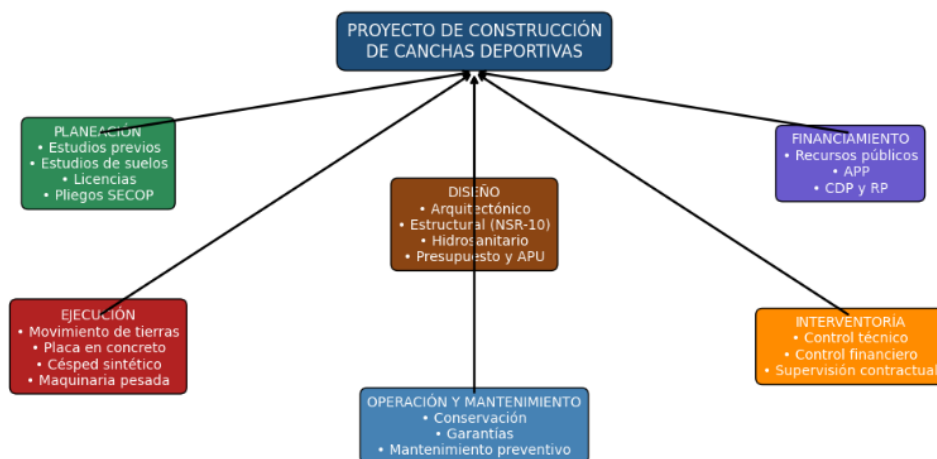 PROYECTO DE CONSTRUCCIÓN
DE CANCHAS DEPORTIVAS
PLANEACIÓN
• Estudios previos
• Estudios de suelos
• Licencias
• Pliegos SECOP
FINANCIAMIENTO
• Recursos públicos
• APP
• CDP y RP
DISEÑO
• Arquitectónico
• Estructural (NSR-10)
• Hidrosanitario
• Presupuesto y APU
EJECUCIÓN
• Movimiento de tierras
• Placa en concreto
• Césped sintético
• Maquinaria pesada
INTERVENTORÍA
• Control técnico
• Control financiero
• Supervisión contractual
OPERACIÓN Y MANTENIMIENTO
• Conservación
• Garantías
• Mantenimiento preventivo